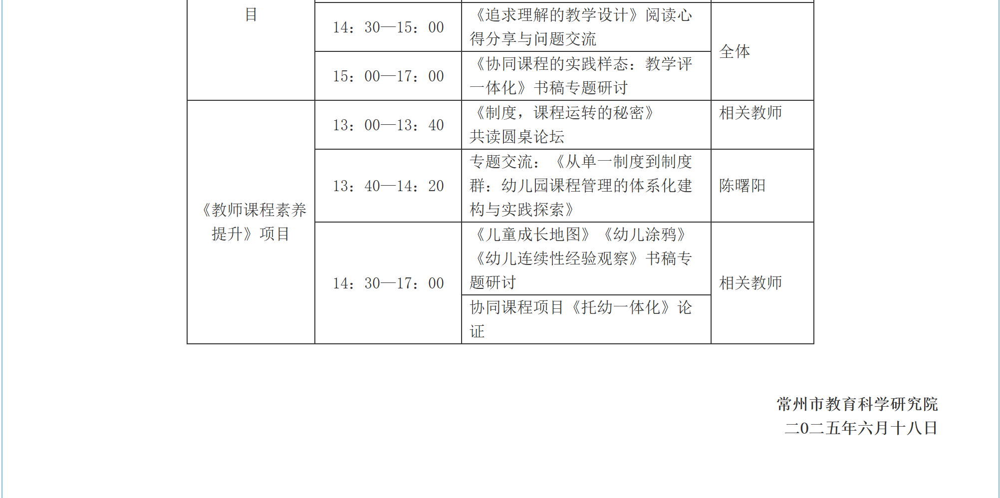 目
14：30—15：00
《追求理解的教学设计》阅读心
得分享与问题交流
全体
15：00—17：00
《协同课程的实践样态：教学评
一体化》书稿专题研讨
《教师课程素养
提升》项目
13：00—13：40
《制度，课程运转的秘密》
共读圆桌论坛
相关教师
13：40—14：20
专题交流：《从单一制度到制度
群：幼儿园课程管理的体系化建
构与实践探索》
陈曙阳
14：30—17：00
《儿童成长地图》《幼儿涂鸦》
《幼儿连续性经验观察》书稿专
题研讨
相关教师
协同课程项目《托幼一体化》论
证
常州市教育科学研究院
二0二五年六月十八日